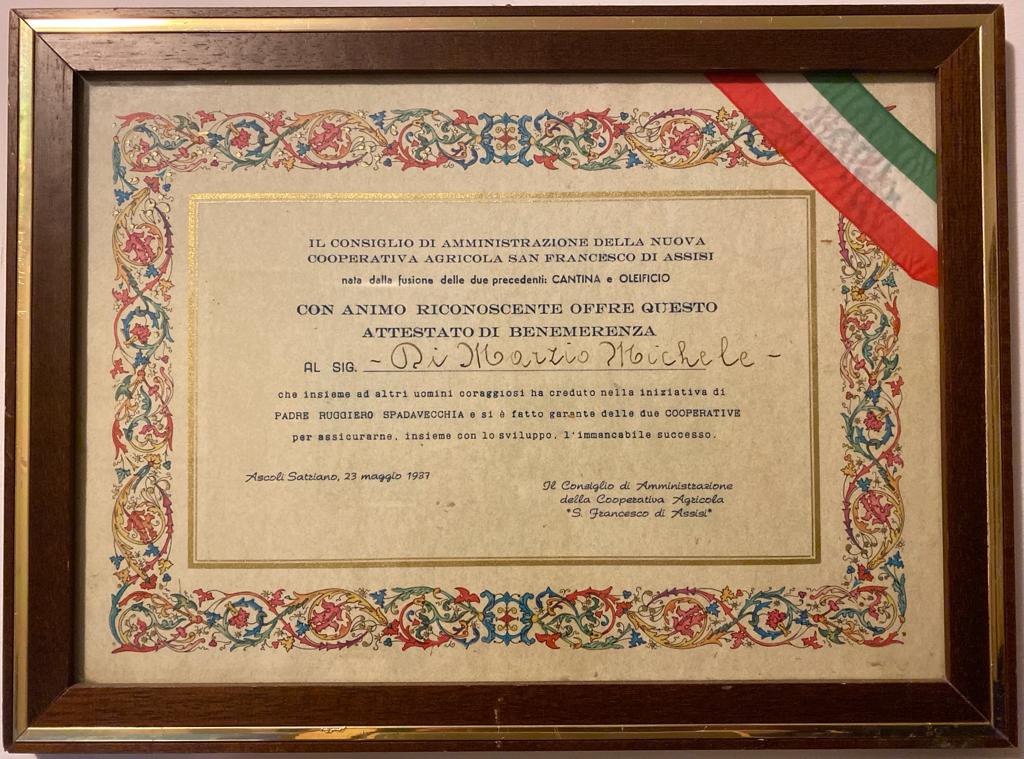 IL CONSIGLIO DI AMMINISTRAZIONE DELLA NUOVA
COOPERATIVA AGRICOLA SAN FRANCESCO DI ASSISI
nata dalla fusione delle due precedenti: CANTINA e OLEIFICIO
CON ANIMO RICONOSCENTE OFFRE QUESTO
ATTESTATO DI BENEMERENZA
AL SIG. - Di Marzio Michele -
che insieme ad altri uomini coraggiosi ha creduto nella iniziativa di
PADRE RUGGIERO SPADAVECCHIA e si è fatto garante delle due COOPERATIVE
per assicurarne, insieme con lo sviluppo, l'immancabile successo.
Ascoli Satriano, 23 maggio 1987
Il Consiglio di Amministrazione
della Cooperativa Agricola
"S. Francesco di Assisi"